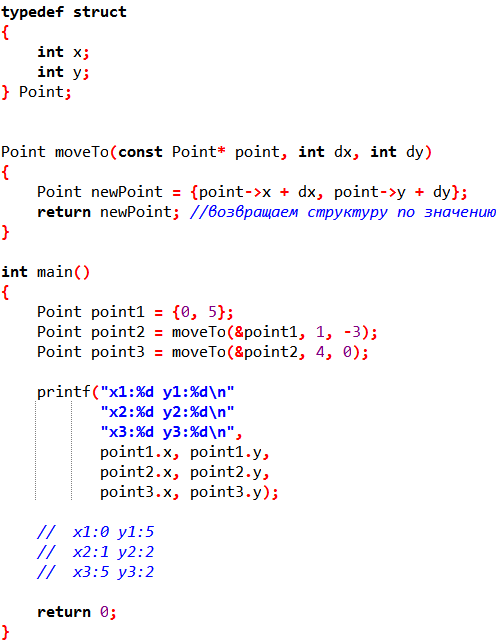 typedef struct
{
    int x;
    int y;
} Point;
Point moveTo(const Point* point, int dx, int dy)
{
    Point newPoint = {point->x + dx, point->y + dy};
    return newPoint; //возвращаем структуру по значению
}
int main()
{
    Point point1 = {0, 5};
    Point point2 = moveTo(&point1, 1, -3);
    Point point3 = moveTo(&point2, 4, 0);
    printf("x1:%d y1:%d\n"
           "x2:%d y2:%d\n"
           "x3:%d y3:%d\n",
           point1.x, point1.y,
           point2.x, point2.y,
           point3.x, point3.y);
    //  x1:0 y1:5
    //  x2:1 y2:2
    //  x3:5 y3:2
    return 0;
}